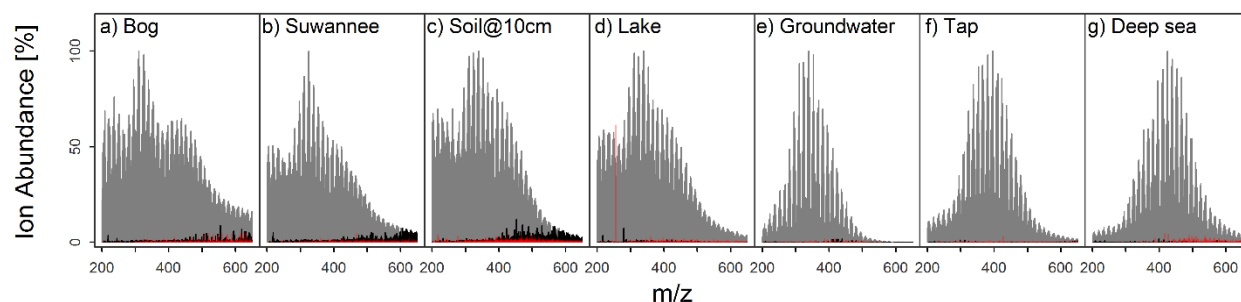 a) Bog
b) Suwannee
c) Soil@10cm
d) Lake
e) Groundwater
f) Tap
g) Deep sea
Ion Abundance [%]
100
50
0
200 400 600
200 400 600
200 400 600
200 400 600
200 400 600
200 400 600
200 400 600
m/z